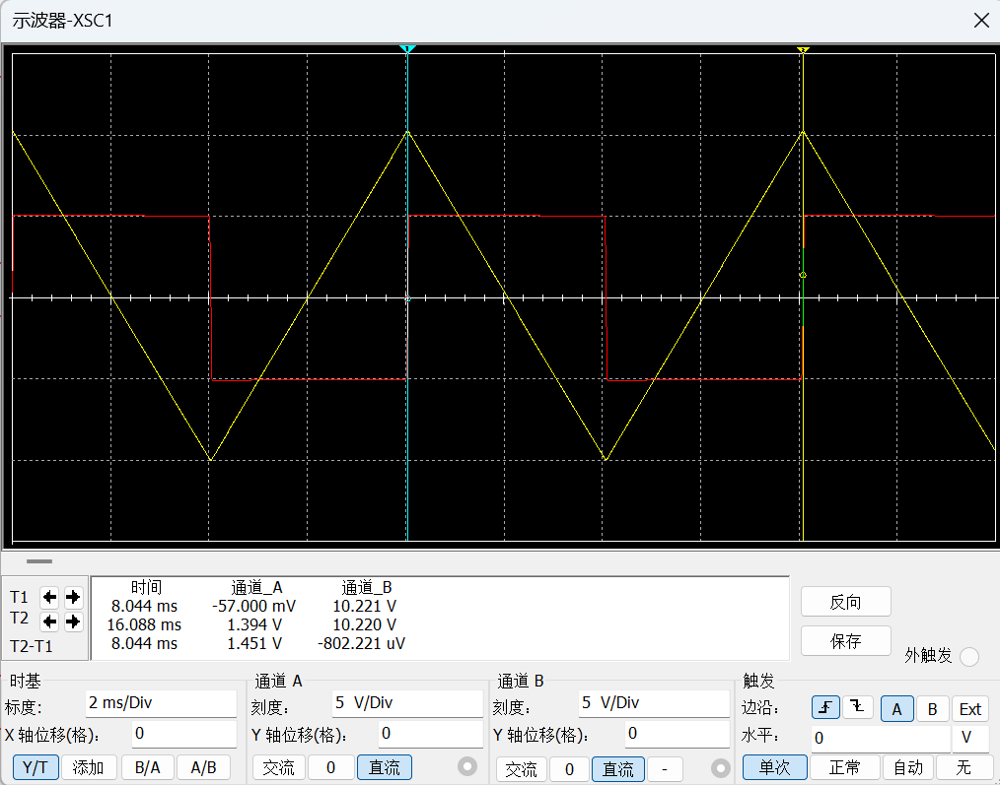 示波器-XSC1
1
2
时间 通道_A 通道_B
T1 8.044 ms -57.000 mV 10.221 V
T2 16.088 ms 1.394 V 10.220 V
T2-T1 8.044 ms 1.451 V -802.221 uV
反向
保存
外触发
时基
标度: 2 ms/Div
X 轴位移(格): 0
Y/T 添加 B/A A/B
通道 A
刻度: 5 V/Div
Y 轴位移(格): 0
交流 0 直流
通道 B
刻度: 5 V/Div
Y 轴位移(格): 0
交流 0 直流 -
触发
边沿: A B Ext
水平: 0 V
单次 正常 自动 无